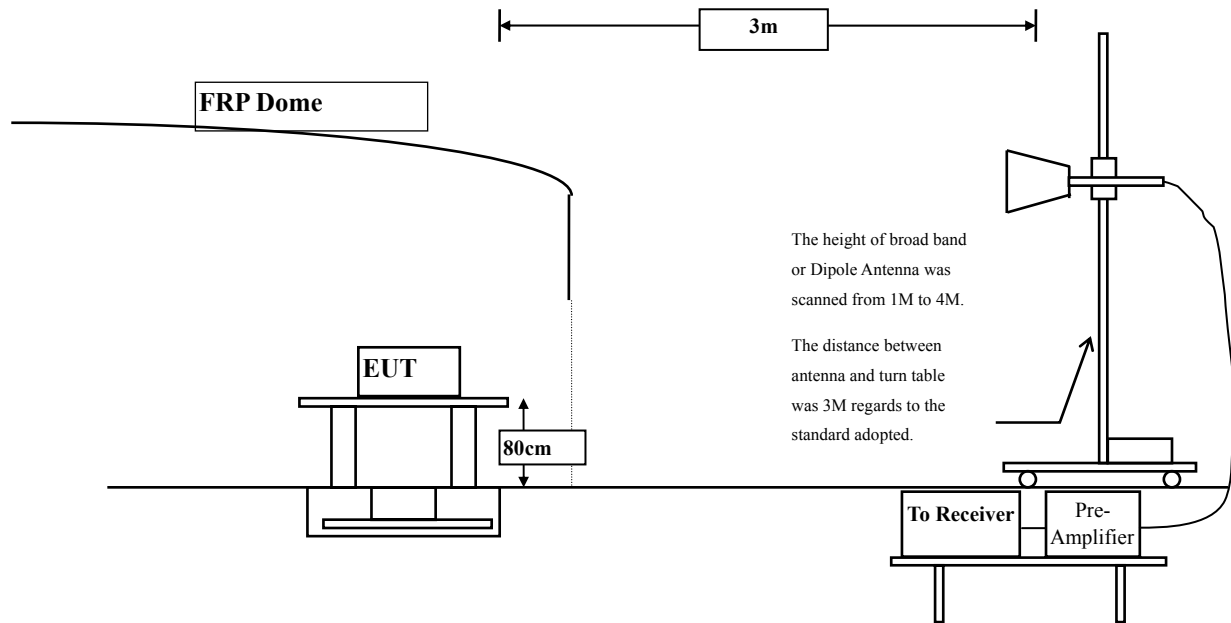 3m
FRP Dome
The height of broad band
or Dipole Antenna was
scanned from 1M to 4M.
The distance between
antenna and turn table
was 3M regards to the
standard adopted.
EUT
80cm
To Receiver
Pre-
Amplifier